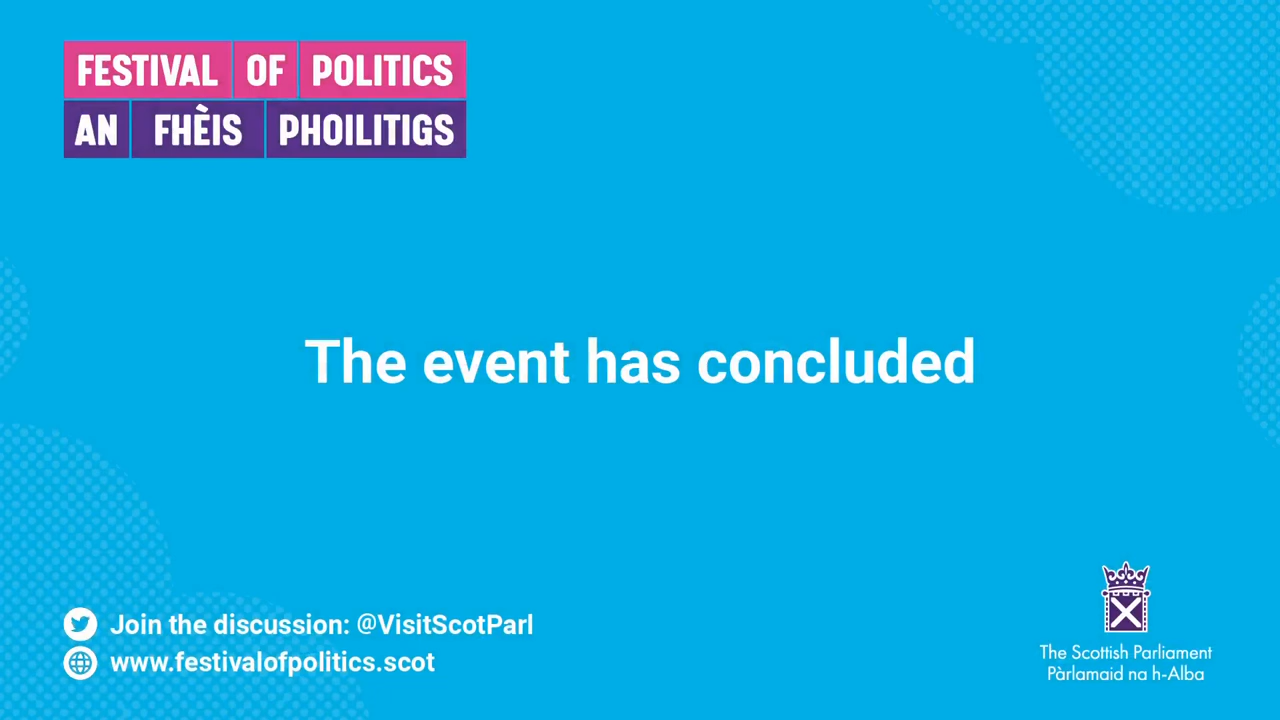 FESTIVAL OF POLITICS
AN FHÈIS PHOILITIGS
The event has concluded
Join the discussion: @VisitScotParl
www.festivalofpolitics.scot
The Scottish Parliament
Pàrlamaid na h-Alba